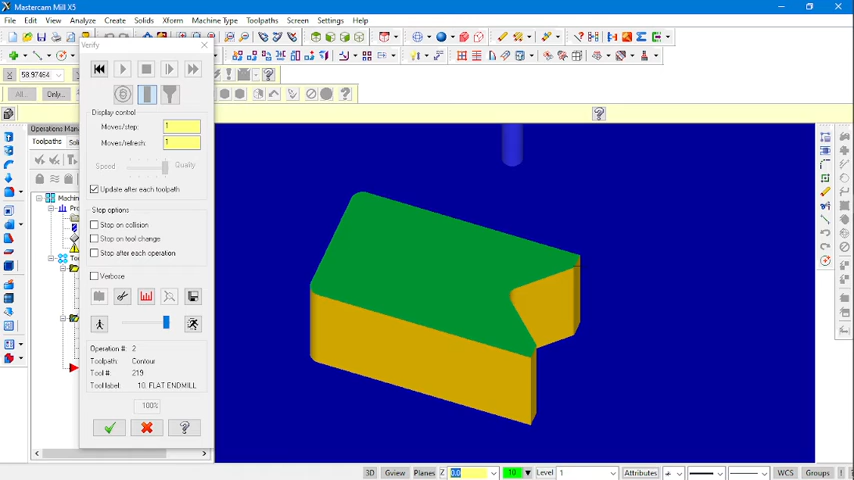 Mastercam Mill X5
File Edit View Analyze Create Solids Xform Machine Type Toolpaths Screen Settings Help
Verify
58.97464
All... Only...
Display control
Operations Mana
Moves/step: 1
Toolpaths Soli
Moves/refresh: 1
Speed Quality
Update after each toolpath
Machin
Stop options
Stop on collision
Stop on tool change
Stop after each operation
Verbose
Operation #: 2
Toolpath: Contour
Tool #: 219
Tool label: 10. FLAT ENDMILL
100%
3D Gview Planes Z 0.0 10 Level 1 Attributes WCS Groups